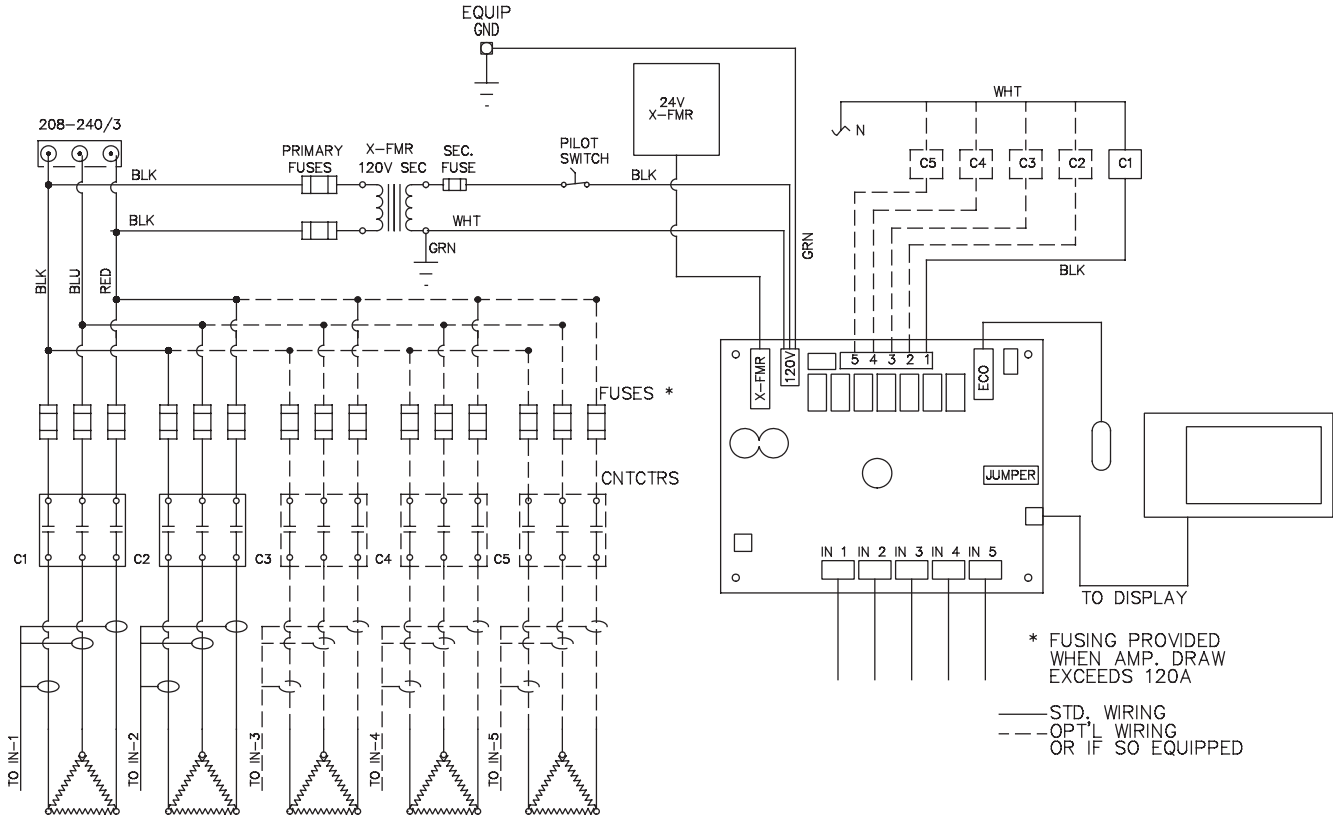 EQUIP
GND
24V
X-FMR
WHT
N
208-240/3
PRIMARY
FUSES
X-FMR
120V SEC
SEC.
FUSE
PILOT
SWITCH
C5
C4
C3
C2
C1
BLK
BLK
BLK
WHT
GRN
GRN
BLK
BLK
BLU
RED
X-FMR
120V
5 4 3 2 1
ECO
FUSES *
JUMPER
CNTCTRS
C1
C2
C3
C4
C5
IN 1
IN 2
IN 3
IN 4
IN 5
TO DISPLAY
* FUSING PROVIDED
WHEN AMP. DRAW
EXCEEDS 120A
STD. WIRING
OPT'L WIRING
OR IF SO EQUIPPED
TO IN-1
TO IN-2
TO IN-3
TO IN-4
TO IN-5